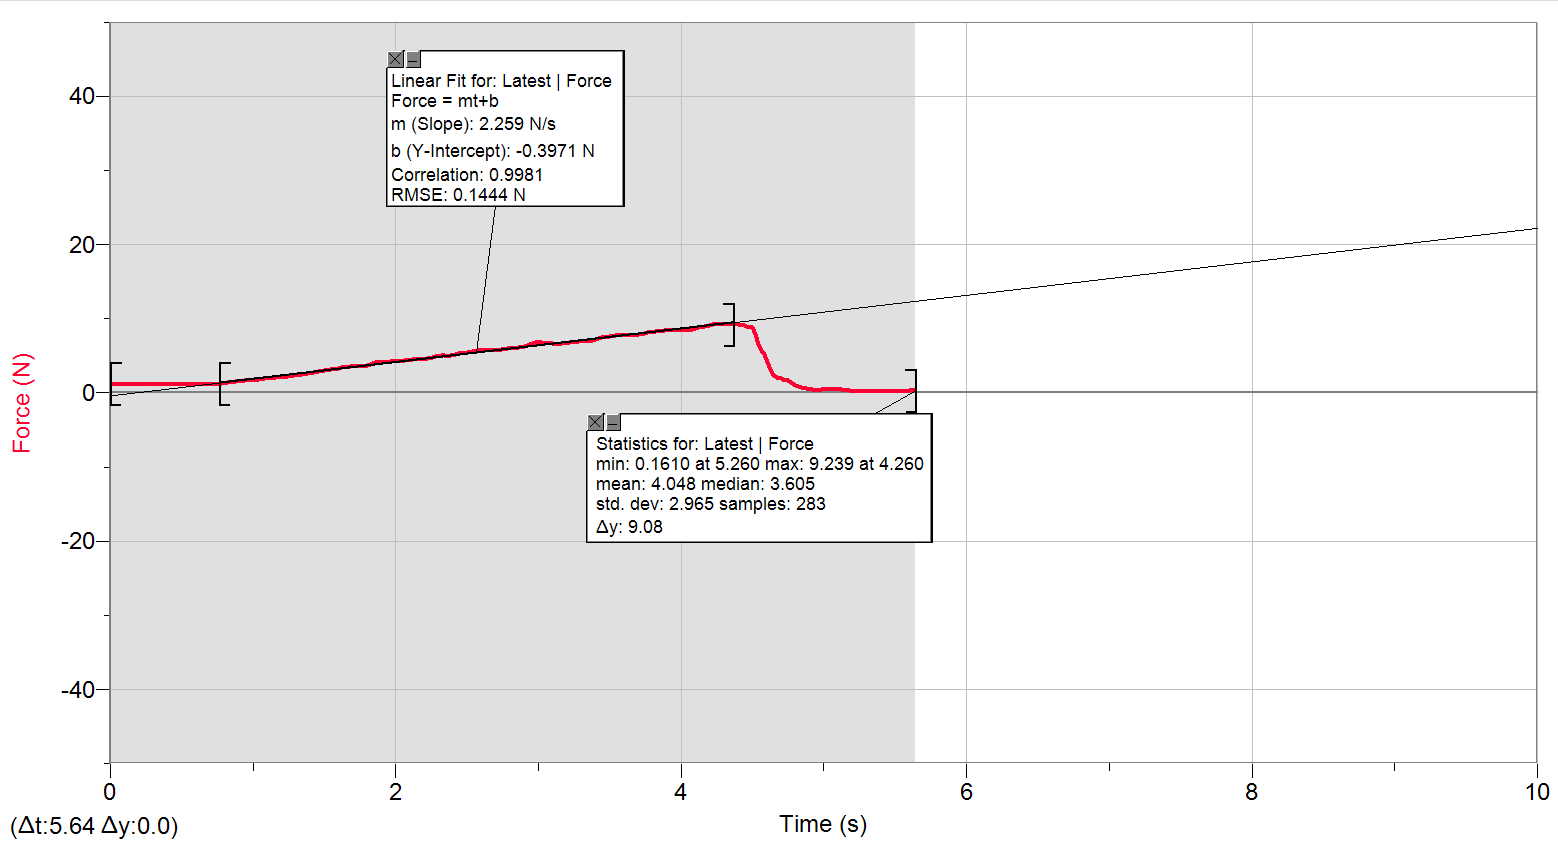 Linear Fit for: Latest | Force
Force = mt+b
m (Slope): 2.259 N/s
b (Y-Intercept): -0.3971 N
Correlation: 0.9981
RMSE: 0.1444 N
40
20
0
-20
-40
Force (N)
Statistics for: Latest | Force
min: 0.1610 at 5.260 max: 9.239 at 4.260
mean: 4.048 median: 3.605
std. dev: 2.965 samples: 283
Δy: 9.08
0 2 4 6 8 10
(Δt:5.64 Δy:0.0)
Time (s)